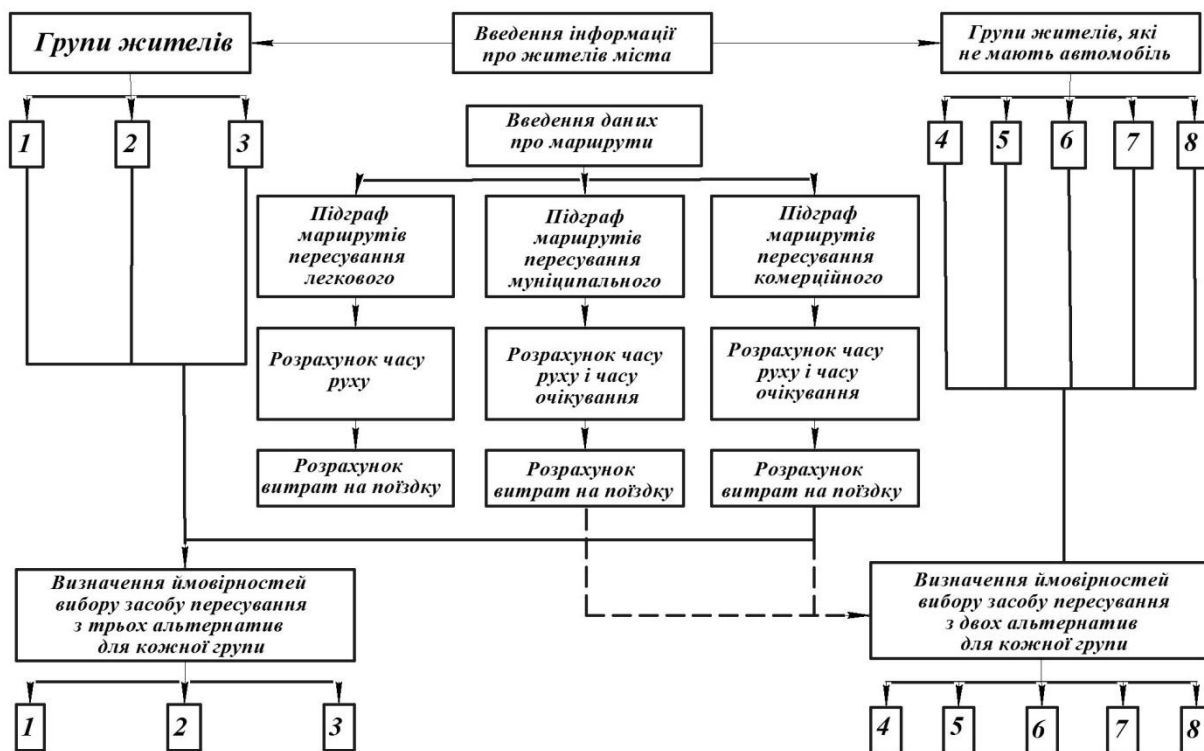 Групи жителів
Введення інформації
про жителів міста
Групи жителів, які
не мають автомобіль
1
2
3
Введення даних
про маршрути
4
5
6
7
8
Підграф
маршрутів
пересування
легкового
Підграф
маршрутів
пересування
муніципального
Підграф
маршрутів
пересування
комерційного
Розрахунок часу
руху
Розрахунок часу
руху і часу
очікування
Розрахунок часу
руху і часу
очікування
Розрахунок
витрат на поїздку
Розрахунок
витрат на поїздку
Розрахунок
витрат на поїздку
Визначення ймовірностей
вибору засобу пересування
з трьох альтернатив
для кожної групи
Визначення ймовірностей
вибору засобу пересування
з двох альтернатив
для кожної групи
1
2
3
4
5
6
7
8